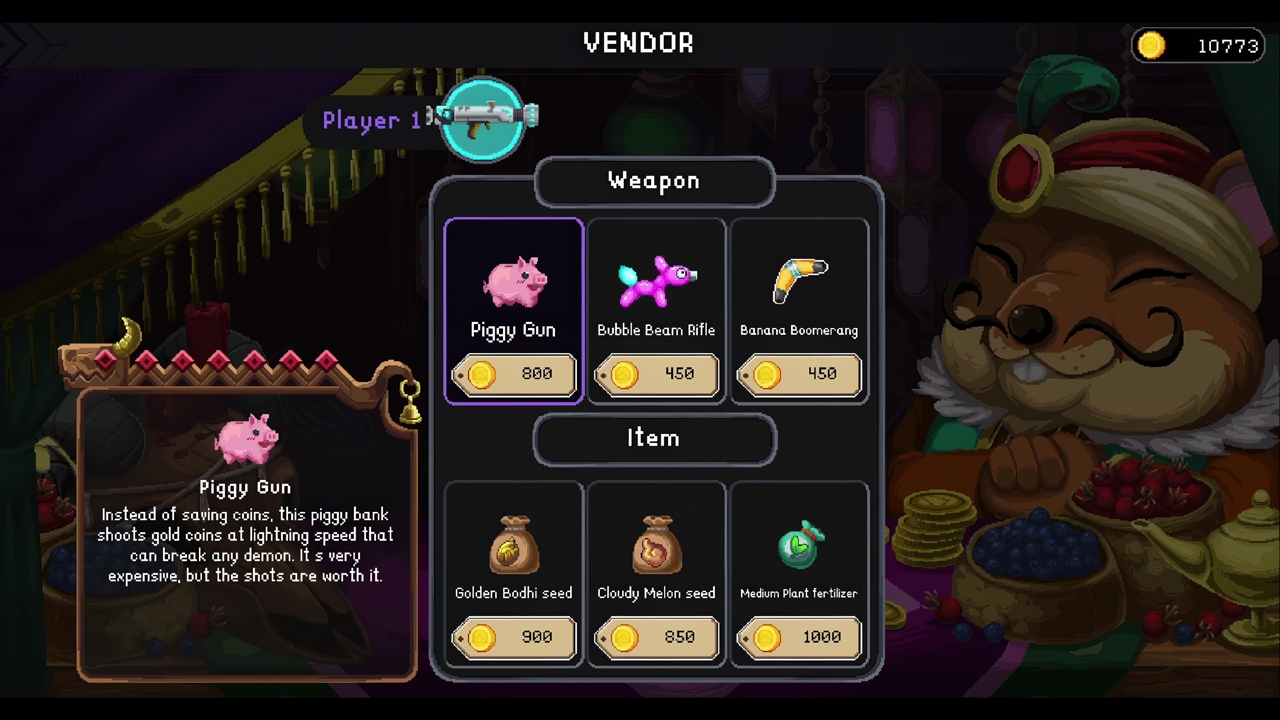 VENDOR
10773
Player 1
Weapon
Piggy Gun
Bubble Beam Rifle
Banana Boomerang
800
450
450
Item
Golden Bodhi seed
Cloudy Melon seed
Medium Plant fertilizer
900
850
1000
Piggy Gun
Instead of saving coins, this piggy bank
shoots gold coins at lightning speed that
can break any demon. It s very
expensive, but the shots are worth it.